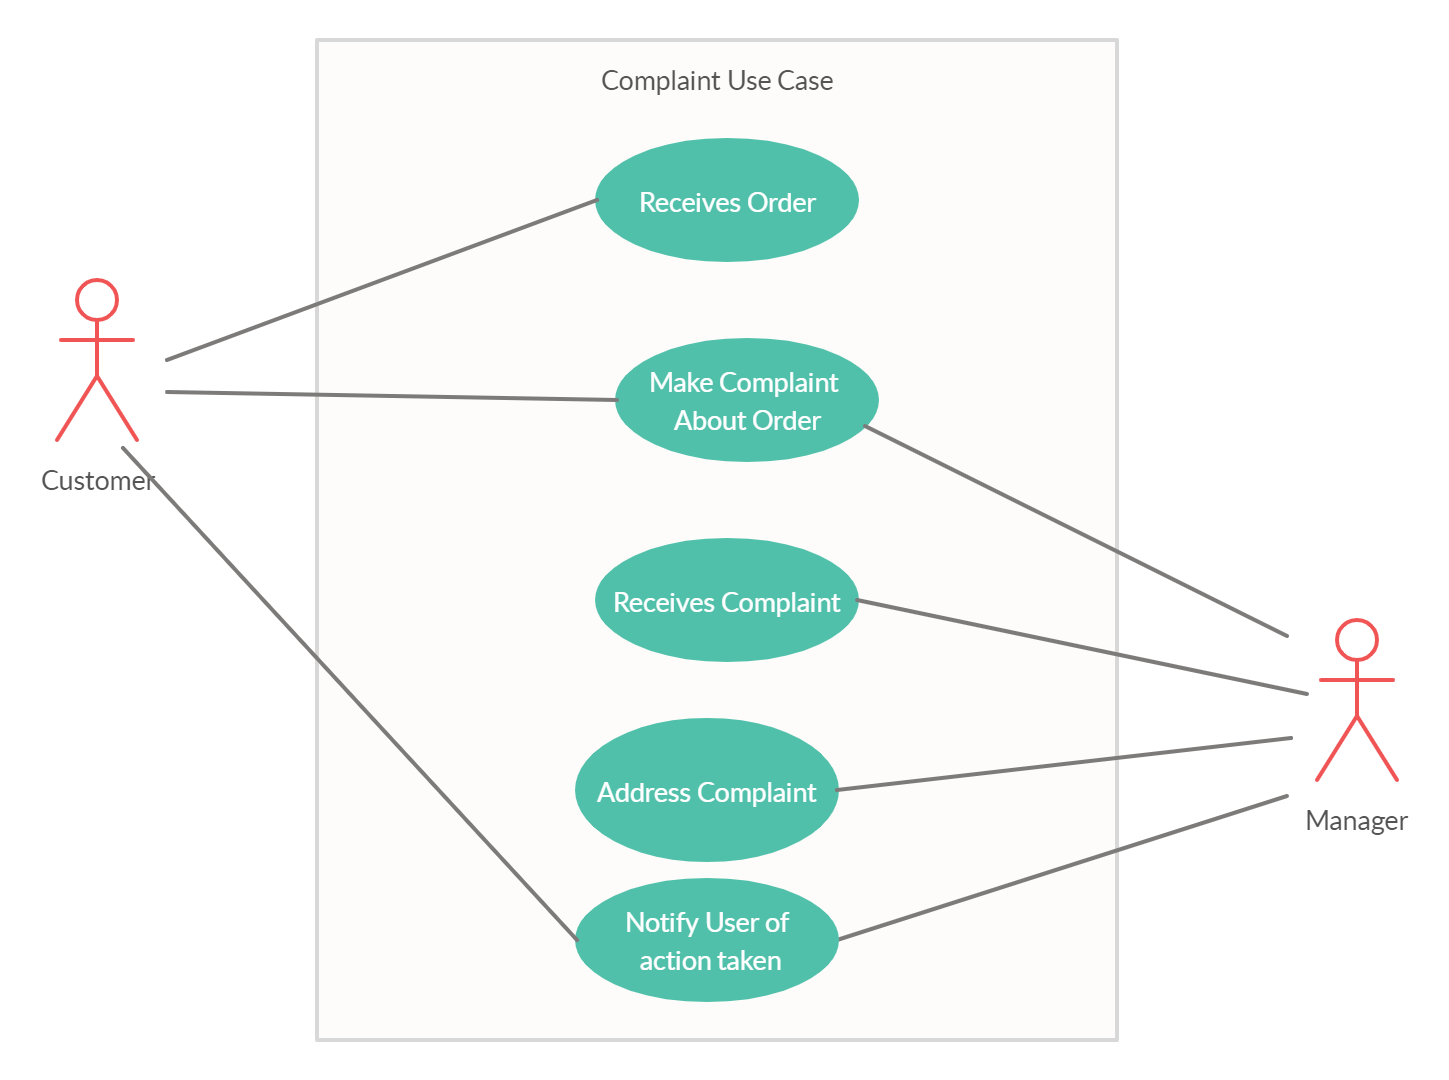 Complaint Use Case
Receives Order
Make Complaint
About Order
Customer
Receives Complaint
Address Complaint
Manager
Notify User of
action taken